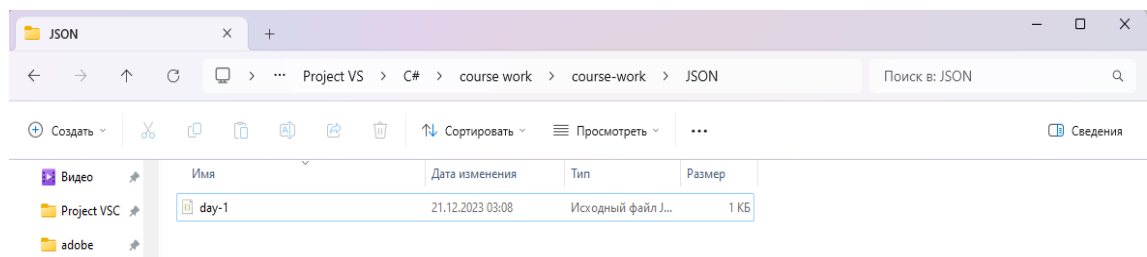 JSON
Project VS > C# > course work > course-work > JSON Поиск в: JSON
Создать Сортировать Просмотреть Сведения
Видео Имя Дата изменения Тип Размер
Project VSC day-1 21.12.2023 03:08 Исходный файл J... 1 КБ
adobe